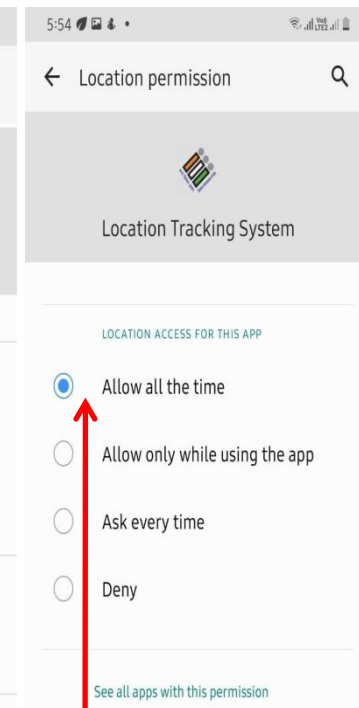 5:54
Location permission
Location Tracking System
LOCATION ACCESS FOR THIS APP
Allow all the time
Allow only while using the app
Ask every time
Deny
See all apps with this permission